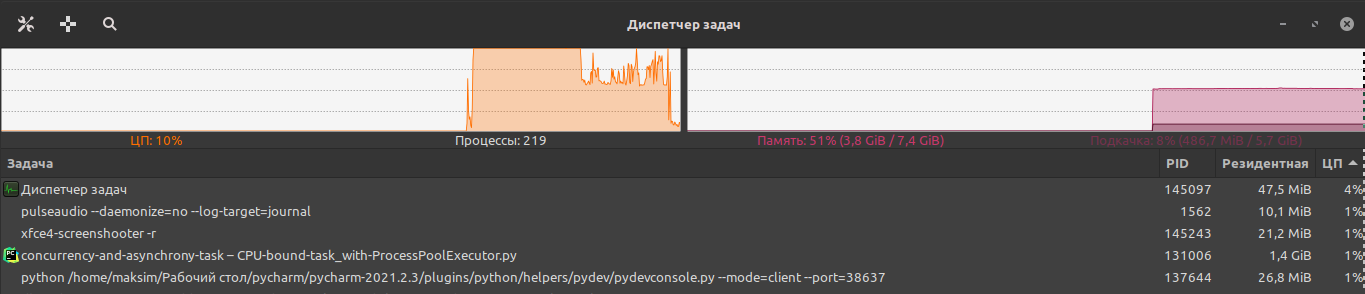 Диспетчер задач
ЦП: 10%
Процессы: 219
Память: 51% (3,8 GiB / 7,4 GiB)
Подкачка: 8% (486,7 MiB / 5,7 GiB)
Задача PID Резидентная ЦП
Диспетчер задач 145097 47,5 MiB 4%
pulseaudio --daemonize=no --log-target=journal 1562 10,1 MiB 1%
xfce4-screenshooter -r 145243 21,2 MiB 1%
concurrency-and-asynchrony-task – CPU-bound-task_with-ProcessPoolExecutor.py 131006 1,4 GiB 1%
python /home/maksim/Рабочий стол/pycharm/pycharm-2021.2.3/plugins/python/helpers/pydev/pydevconsole.py --mode=client --port=38637 137644 26,8 MiB 1%